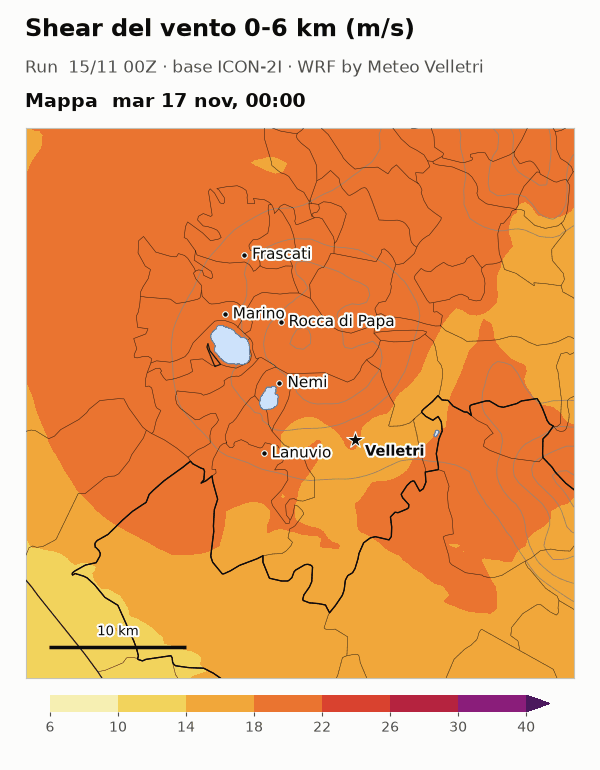 Shear del vento 0-6 km (m/s)
Run  15/11 00Z · base ICON-2I · WRF by Meteo Velletri
Mappa  mar 17 nov, 00:00
Frascati
Marino
Rocca di Papa
Nemi
Velletri
Lanuvio
10 km
6 10 14 18 22 26 30 40